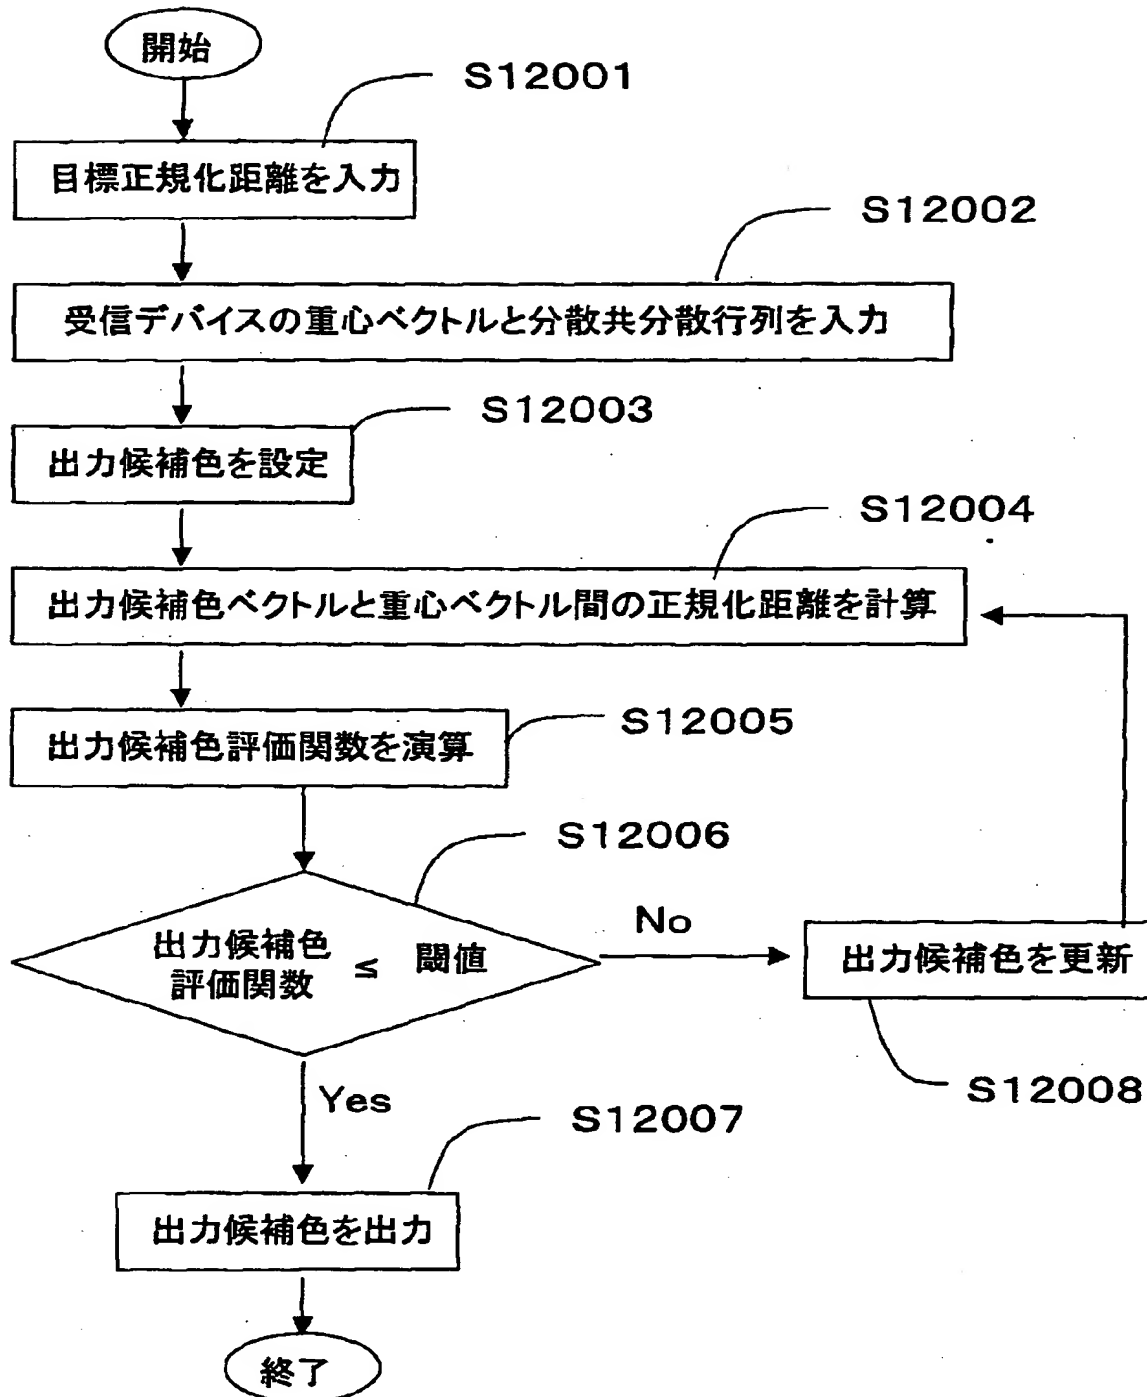 開始
S12001
目標正規化距離を入力
S12002
受信デバイスの重心ベクトルと分散共分散行列を入力
S12003
出力候補色を設定
S12004
出力候補色ベクトルと重心ベクトル間の正規化距離を計算
S12005
出力候補色評価関数を演算
S12006
出力候補色
評価関数 ≤ 閾値
No
出力候補色を更新
S12008
Yes
S12007
出力候補色を出力
終了